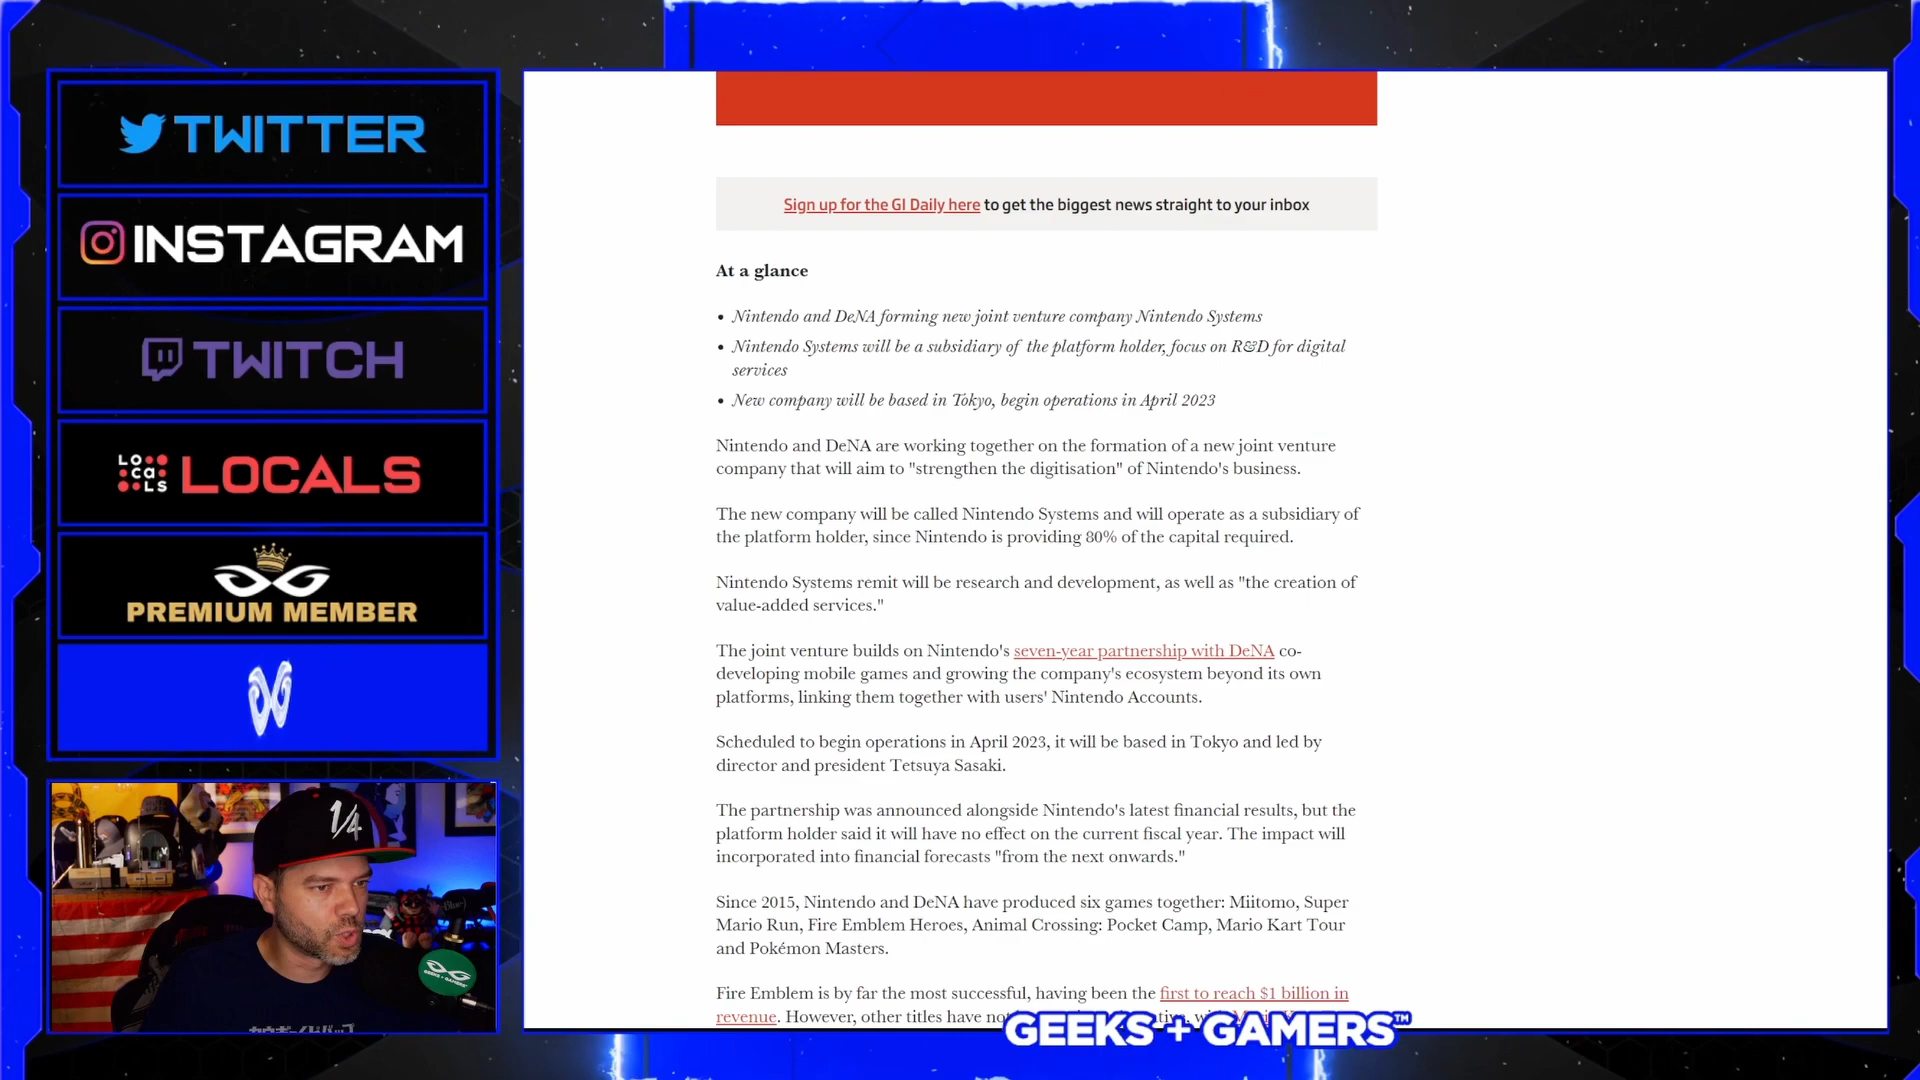 TWITTER
INSTAGRAM
TWITCH
LOCALS
LOCALS
PREMIUM MEMBER
Sign up for the GI Daily here to get the biggest news straight to your inbox
At a glance
• Nintendo and DeNA forming new joint venture company Nintendo Systems
• Nintendo Systems will be a subsidiary of the platform holder, focus on R&D for digital
services
• New company will be based in Tokyo, begin operations in April 2023
Nintendo and DeNA are working together on the formation of a new joint venture
company that will aim to "strengthen the digitisation" of Nintendo's business.
The new company will be called Nintendo Systems and will operate as a subsidiary of
the platform holder, since Nintendo is providing 80% of the capital required.
Nintendo Systems remit will be research and development, as well as "the creation of
value-added services."
The joint venture builds on Nintendo's seven-year partnership with DeNA co-
developing mobile games and growing the company's ecosystem beyond its own
platforms, linking them together with users' Nintendo Accounts.
Scheduled to begin operations in April 2023, it will be based in Tokyo and led by
director and president Tetsuya Sasaki.
The partnership was announced alongside Nintendo's latest financial results, but the
platform holder said it will have no effect on the current fiscal year. The impact will
incorporated into financial forecasts "from the next onwards."
Since 2015, Nintendo and DeNA have produced six games together: Miitomo, Super
Mario Run, Fire Emblem Heroes, Animal Crossing: Pocket Camp, Mario Kart Tour
and Pokémon Masters.
Fire Emblem is by far the most successful, having been the first to reach $1 billion in
revenue. However, other titles have
GEEKS + GAMERS™
1/4
GEEKS + GAMERS